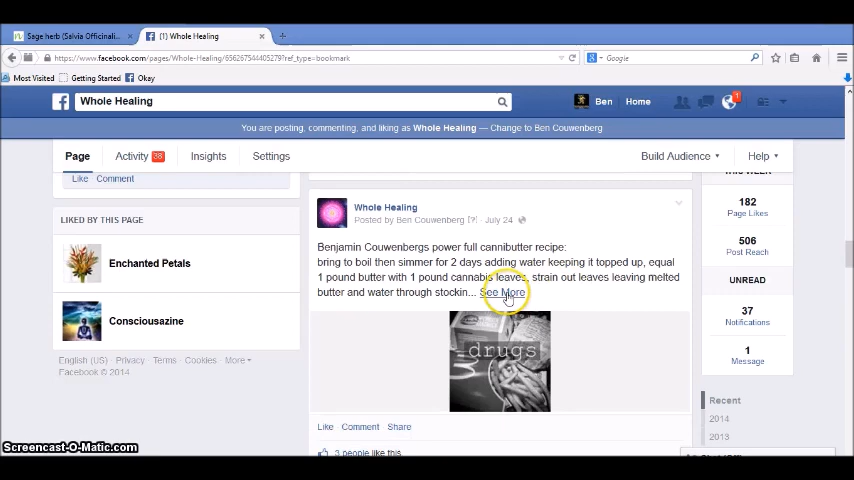 Sage herb (Salvia Officinali...
Whole Healing
https://www.facebook.com/pages/Whole-Healing/656267544405279?ref_type=bookmark
Google
Most Visited
Getting Started
Okay
Whole Healing
Ben
Home
1
You are posting, commenting, and liking as Whole Healing — Change to Ben Couwenberg
Page
Activity 38
Insights
Settings
Build Audience
Help
Like Comment
LIKED BY THIS PAGE
Enchanted Petals
Consciousazine
English (US) · Privacy · Terms · Cookies · More
Facebook © 2014
Whole Healing
Posted by Ben Couwenberg [?] · July 24
Benjamin Couwenbergs power full cannibutter recipe:
bring to boil then simmer for 2 days adding water keeping it topped up, equal
1 pound butter with 1 pound cannabis leaves, strain out leaves leaving melted
butter and water through stockin... See More
drugs
Like Comment Share
3 people like this.
THIS WEEK
182
Page Likes
506
Post Reach
UNREAD
37
Notifications
1
Message
Recent
2014
2013
Screencast-O-Matic.com